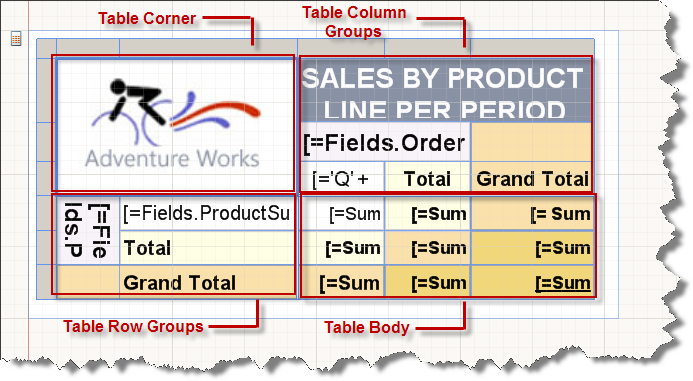 Table Corner
Table Column
Groups
SALES BY PRODUCT
LINE PER PERIOD
Adventure Works
[=Fields.Order
[='Q' +
Total
Grand Total
[=Fie
lds.P
[=Fields.ProductSu
[=Sum
[=Sum
[= Sum
Total
[=Sum
[=Sum
[=Sum
Grand Total
[=Sum
[=Sum
[=Sum
Table Row Groups
Table Body